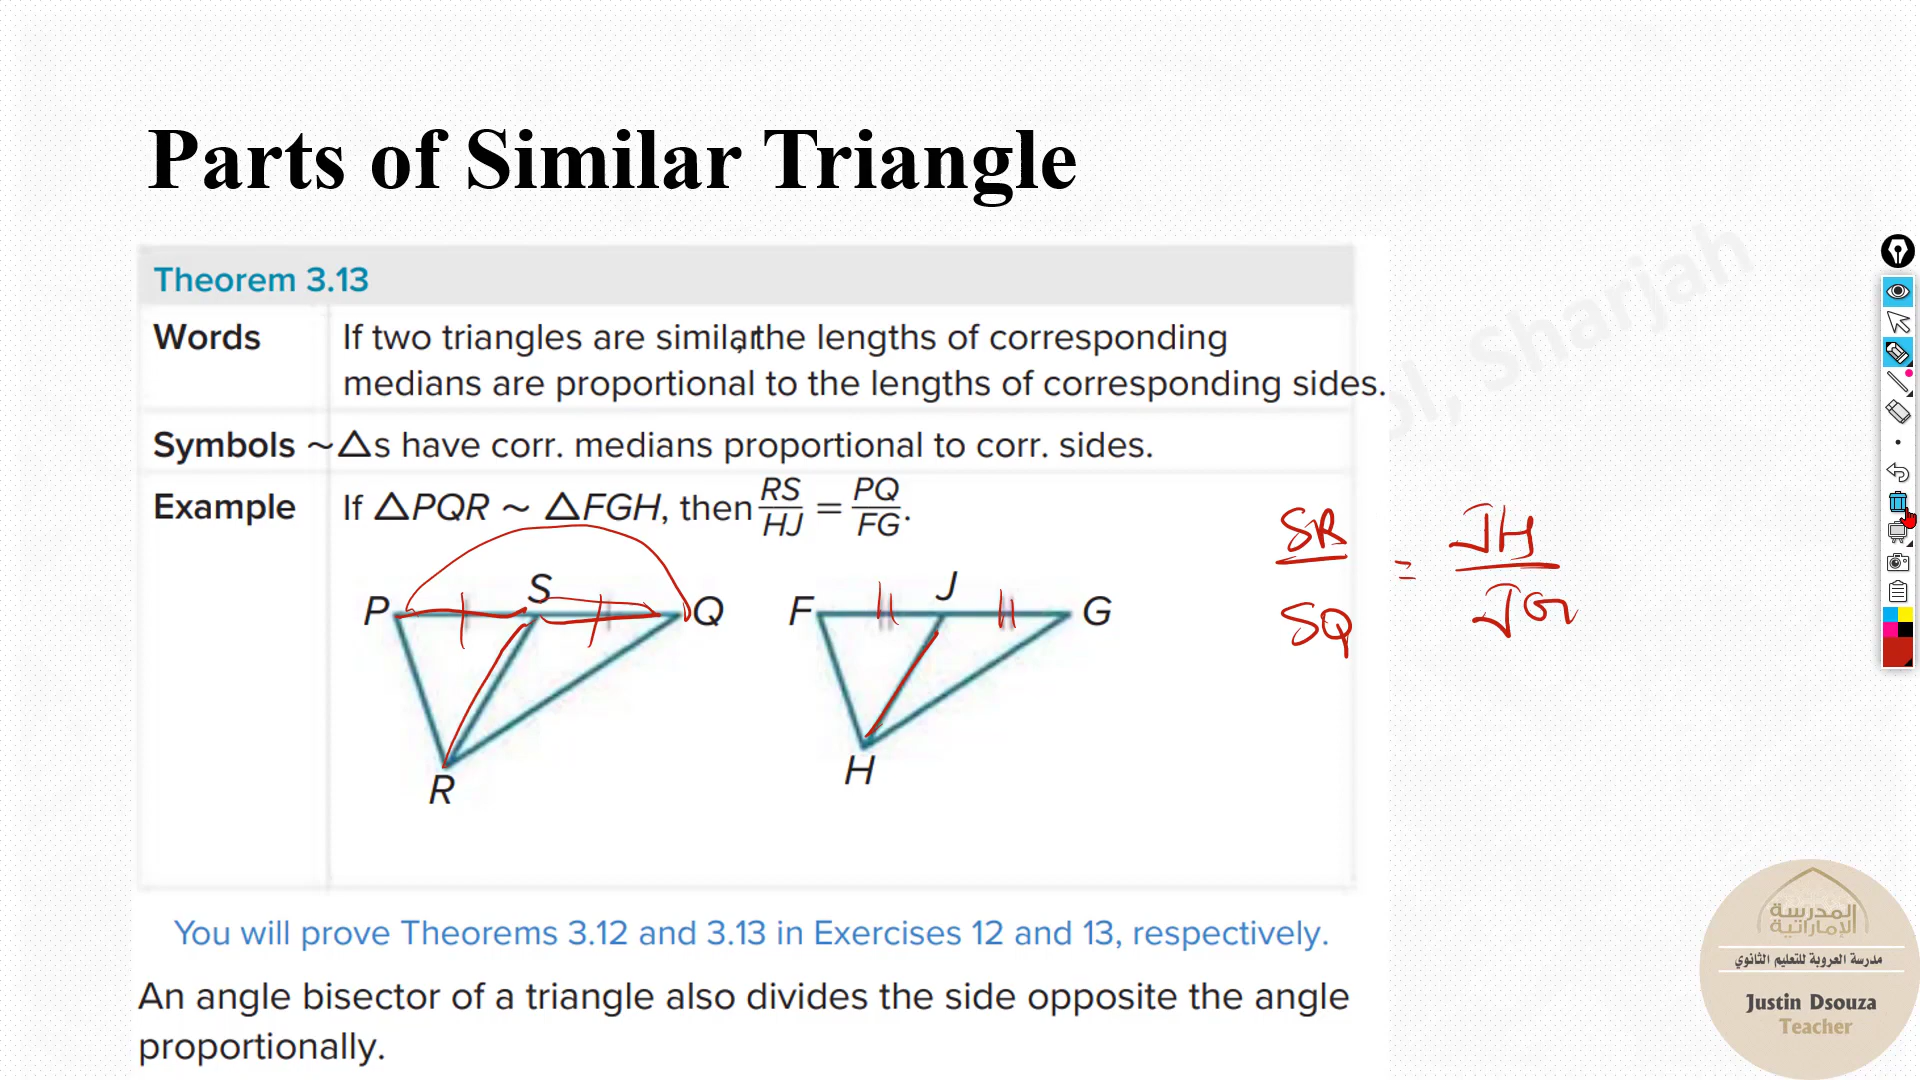 Parts of Similar Triangle
Theorem 3.13
Words If two triangles are similar, the lengths of corresponding
medians are proportional to the lengths of corresponding sides.
Symbols ~△s have corr. medians proportional to corr. sides.
Example If △PQR ~ △FGH, then RS/HJ = PQ/FG.
SR/SQ = JH/JG
P S Q F J G
R H
You will prove Theorems 3.12 and 3.13 in Exercises 12 and 13, respectively.
An angle bisector of a triangle also divides the side opposite the angle
proportionally.
ol, Sharjah
المدرسة
الإماراتية
مدرسة العروبة للتعليم الثانوي
Justin Dsouza
Teacher